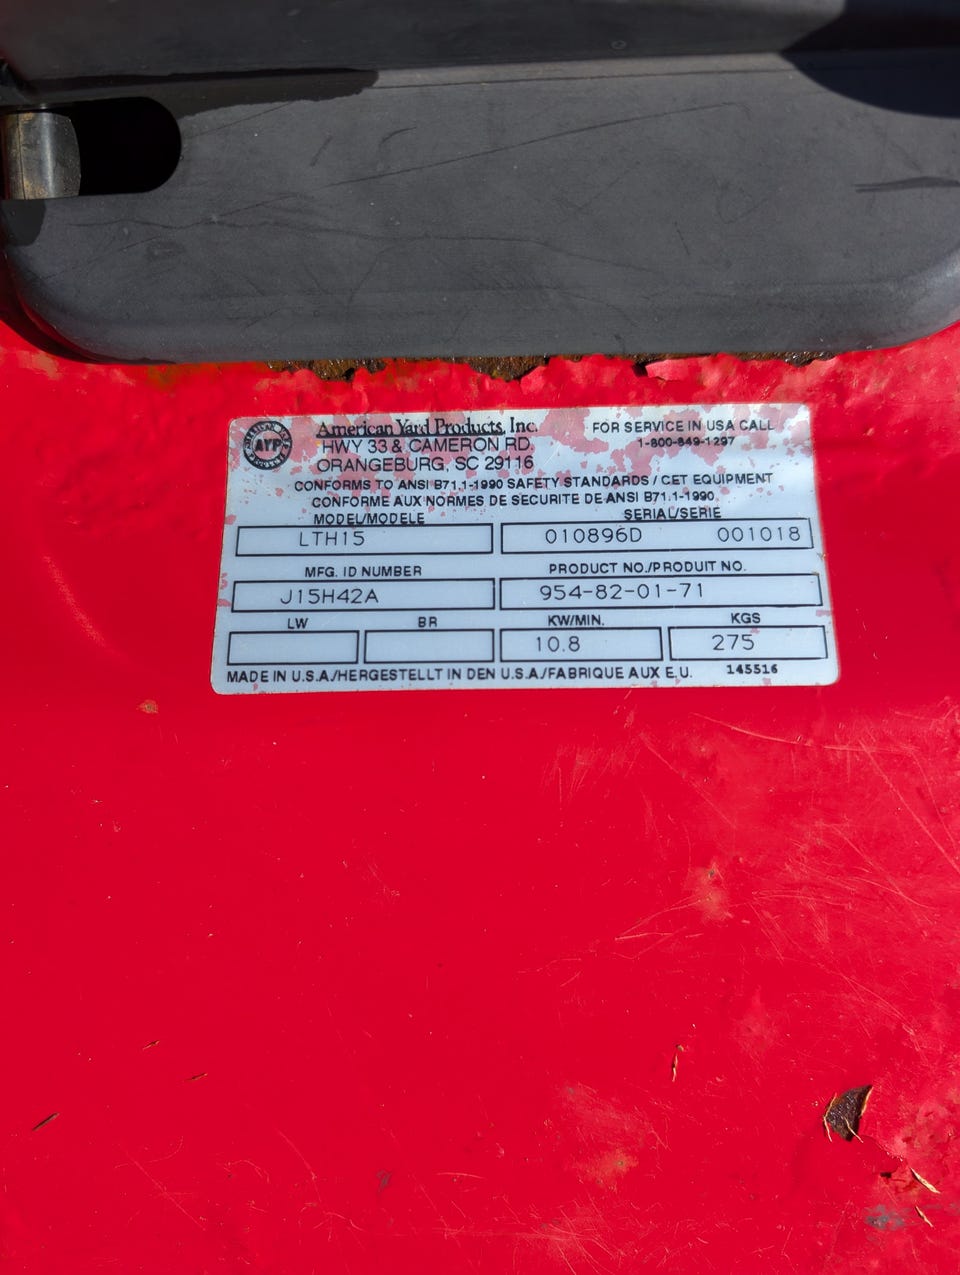 AYP
American Yard Products, Inc.
HWY 33 & CAMERON RD.
ORANGEBURG, SC 29116
FOR SERVICE IN USA CALL
1-800-849-1297
CONFORMS TO ANSI B71.1-1990 SAFETY STANDARDS / CET EQUIPMENT
CONFORME AUX NORMES DE SECURITE DE ANSI B71.1-1990
MODEL/MODELE SERIAL/SERIE
LTH15 010896D 001018
MFG. ID NUMBER PRODUCT NO./PRODUIT NO.
J15H42A 954-82-01-71
LW BR KW/MIN. KGS
10.8 275
MADE IN U.S.A./HERGESTELLT IN DEN U.S.A./FABRIQUE AUX E.U. 145516